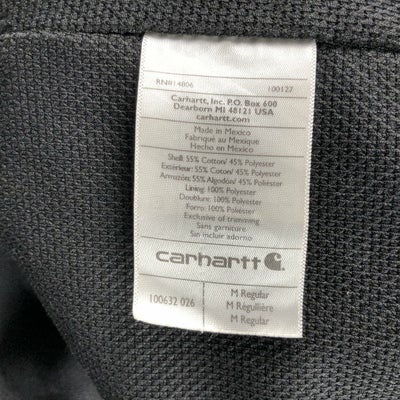 RN#14806 100127
Carhartt, Inc. P.O. Box 600
Dearborn MI 48121 USA
carhartt.com
Made in Mexico
Fabriqué au Mexique
Hecho en Mexico
Shell: 55% Cotton/ 45% Polyester
Extérieur: 55% Coton/ 45% Polyester
Armazón: 55% Algodón/ 45% Polyester
Lining: 100% Polyester
Doublure: 100% Polyester
Forro: 100% Polyester
Exclusive of trimming
Sans garniture
Sin incluir adorno
carhartt
100632 026
M Regular
M Régulière
M Regular